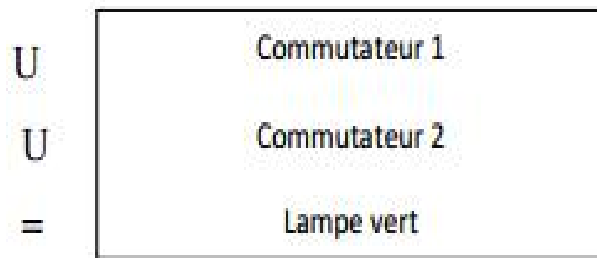 U Commutateur 1
U Commutateur 2
= Lampe vert